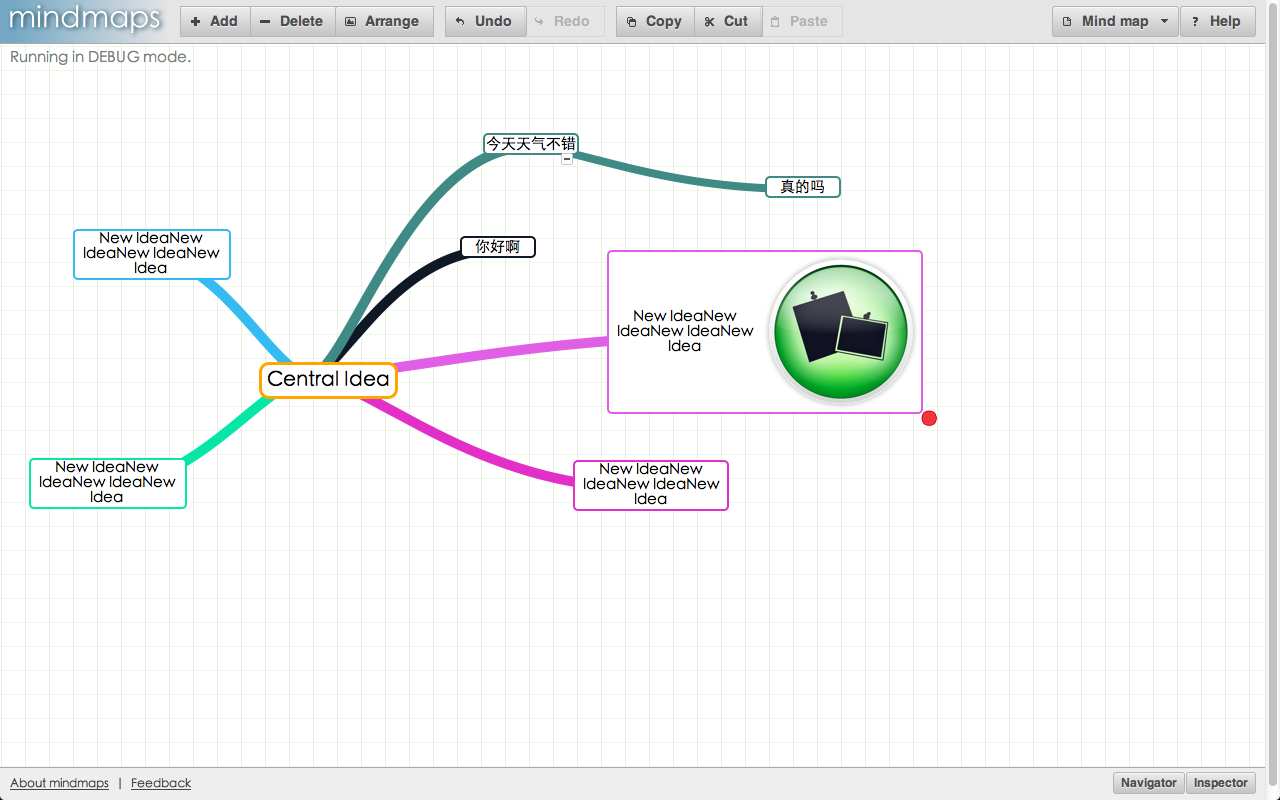 mindmaps
Add Delete Arrange Undo Redo Copy Cut Paste Mind map Help
Running in DEBUG mode.
今天天气不错
真的吗
你好啊
New IdeaNew
IdeaNew IdeaNew
Idea
New IdeaNew
IdeaNew IdeaNew
Idea
Central Idea
New IdeaNew
IdeaNew IdeaNew
Idea
New IdeaNew
IdeaNew IdeaNew
Idea
About mindmaps | Feedback
Navigator Inspector